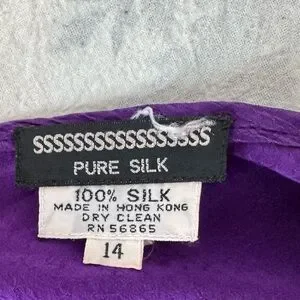 SSSSSSSSSSSSSSSSS
PURE SILK
100% SILK
MADE IN HONG KONG
DRY CLEAN
RN 56865
14